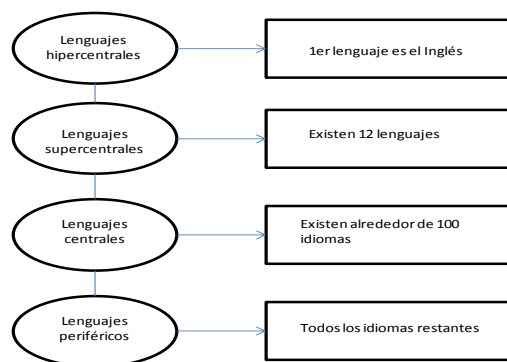 Lenguajes
hipercentrales
1er lenguaje es el Inglés
Lenguajes
supercentrales
Existen 12 lenguajes
Lenguajes
centrales
Existen alrededor de 100
idiomas
Lenguajes
periféricos
Todos los idiomas restantes